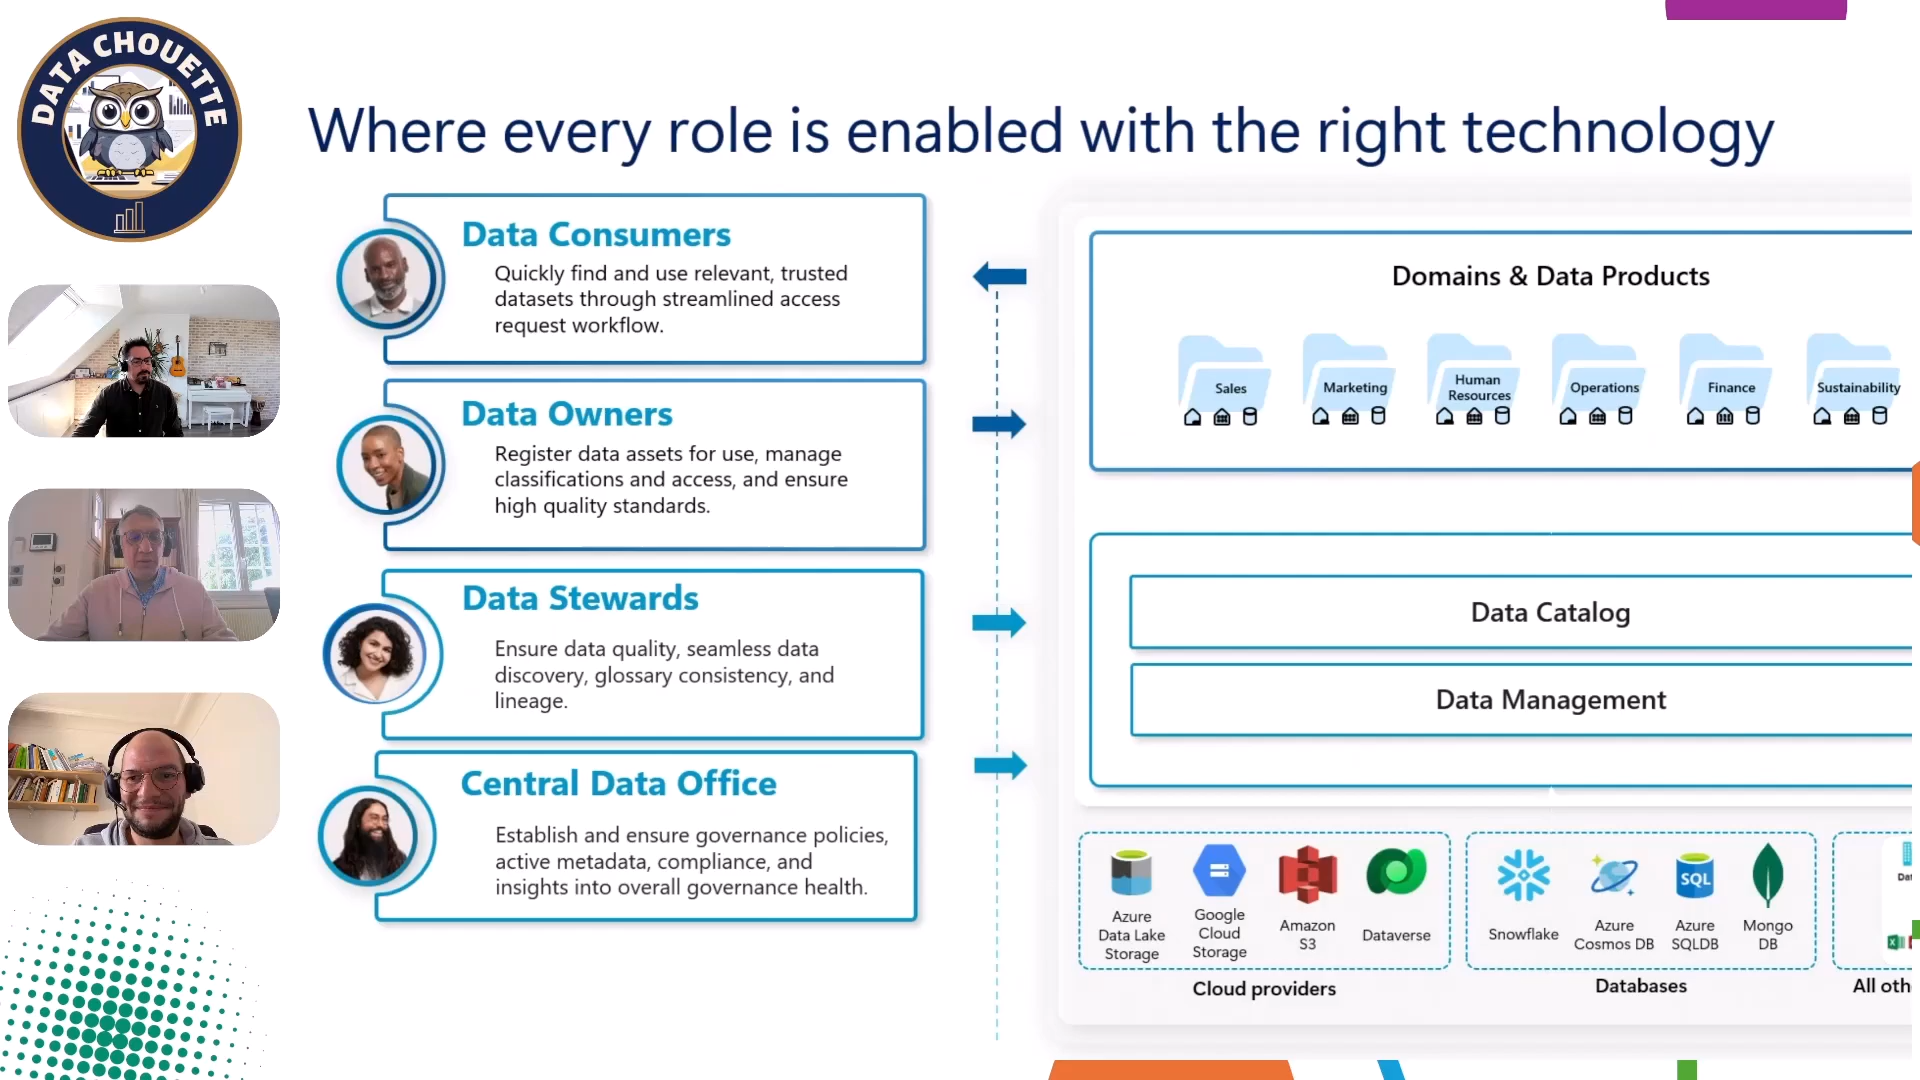 DATA CHOUETTE
Where every role is enabled with the right technology
Data Consumers
Quickly find and use relevant, trusted
datasets through streamlined access
request workflow.
Data Owners
Register data assets for use, manage
classifications and access, and ensure
high quality standards.
Data Stewards
Ensure data quality, seamless data
discovery, glossary consistency, and
lineage.
Central Data Office
Establish and ensure governance policies,
active metadata, compliance, and
insights into overall governance health.
Domains & Data Products
Sales
Marketing
Human
Resources
Operations
Finance
Sustainability
Data Catalog
Data Management
Azure
Data Lake
Storage
Google
Cloud
Storage
Amazon
S3
Dataverse
Cloud providers
Snowflake
Azure
Cosmos DB
SQL
Azure
SQLDB
Mongo
DB
Databases
All